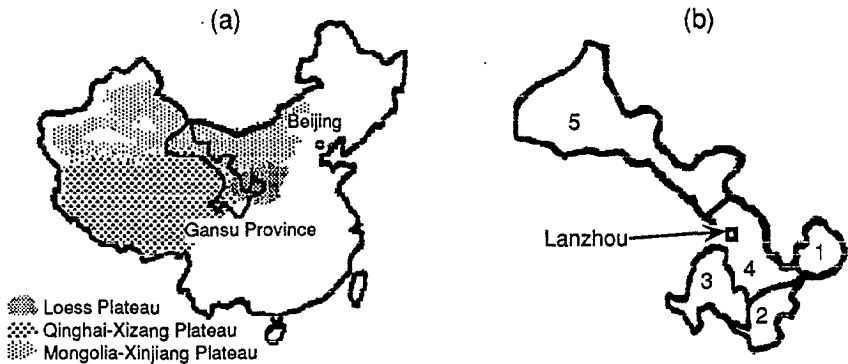 (a)
Beijing
Gansu Province
Loess Plateau
Qinghai-Xizang Plateau
Mongolia-Xinjiang Plateau
(b)
5
Lanzhou
1
4
3
2